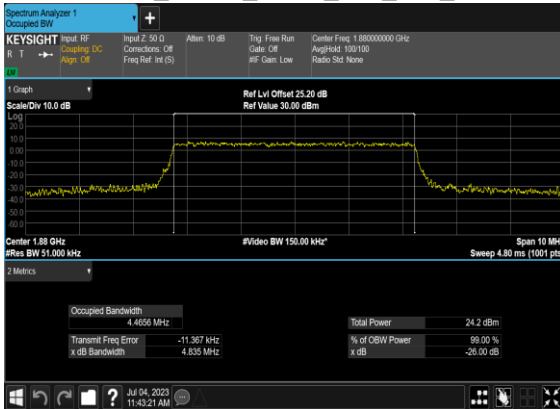 Spectrum Analyzer 1
Occupied BW
KEYSIGHT
R T
LW
Input: RF
Coupling: DC
Align: Off
Input Z: 50 Ω
Corrections: Off
Freq Ref: Int (S)
Atten: 10 dB
Trig: Free Run
Gate: Off
#IF Gain: Low
Center Freq: 1.880000000 GHz
Avg|Hold: 100/100
Radio Std: None
1 Graph
Scale/Div 10.0 dB
Ref Lvl Offset 25.20 dB
Ref Value 30.00 dBm
Log
20.0
10.0
0.00
-10.0
-20.0
-30.0
-40.0
-50.0
-60.0
Center 1.88 GHz
#Res BW 51.000 kHz
#Video BW 150.00 kHz*
Span 10 MH
Sweep 4.80 ms (1001 pts
2 Metrics
Occupied Bandwidth
4.4656 MHz
Total Power 24.2 dBm
Transmit Freq Error -11.367 kHz
% of OBW Power 99.00 %
x dB Bandwidth 4.835 MHz
x dB -26.00 dB
?
Jul 04, 2023
11:43:21 AM